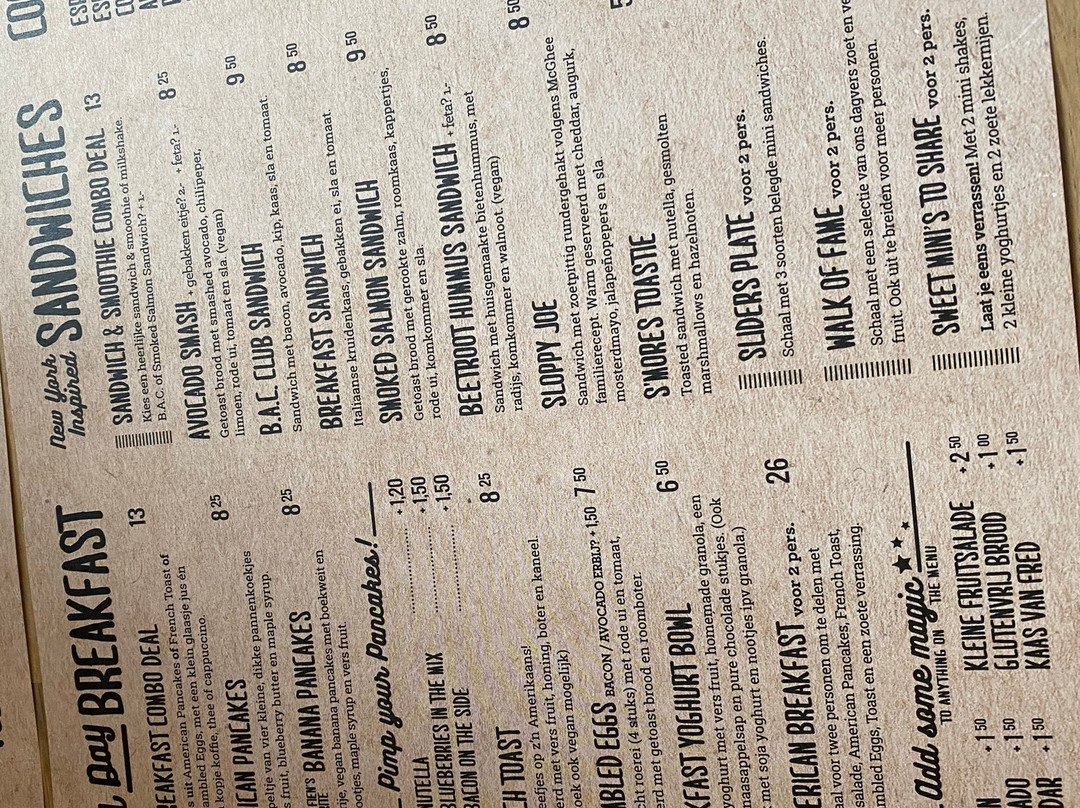 Day BREAKFAST
BREAKFAST COMBO DEAL 13
uit American Pancakes of French Toast of
Eggs, met een klein glaasje jus én
kopje koffie, thee of cappuccino.
PANCAKES 8 25
van vier kleine, dikke pannenkoekjes
fruit, blueberry butter en maple syrup.
BANANA PANCAKES 8 25
vegan banana pancakes met boekweit en
nootjes, maple syrup en vers fruit.
Pimp your Pancakes!
NUTELLA + 1,20
BLUEBERRIES IN THE MIX + 1,50
BACON ON THE SIDE + 1,50
TOAST 8 25
op z'n Amerikaans!
met vers fruit, honing, boter en kaneel.
ook vegan mogelijk)
EGGS BACON / AVOCADO ERBIJ? + 1,50 7 50
roerei (4 stuks) met rode ui en tomaat,
met getoast brood en roomboter.
YOGHURT BOWL 6 50
yoghurt met vers fruit, homemade granola, een
en pure chocolade stukjes. (Ook
met soja yoghurt en nootjes ipv granola.)
BREAKFAST voor 2 pers. 26
voor twee personen om te delen met
American Pancakes, French Toast,
Eggs, Toast en een zoete verrassing.
Add some magic
TO ANYTHING ON THE MENU
+1 50 KLEINE FRUITSALADE +2 50
+1 50 GLUTENVRIJ BROOD +1 00
+1 50 KAAS VAN FRED +1 50
New York
Inspired SANDWICHES
SANDWICH & SMOOTHIE COMBO DEAL 13
Kies een heerlijke sandwich & smoothie of milkshake.
B.A.C. of Smoked Salmon Sandwich? + 1.-
AVOCADO SMASH + gebakken eitje? 2.- + feta? 1.- 8 25
Getoast brood met smashed avocado, chilipeper,
limoen, rode ui, tomaat en sla. (vegan)
B.A.C. CLUB SANDWICH 9 50
Sandwich met bacon, avocado, kip, kaas, sla en tomaat.
BREAKFAST SANDWICH 8 50
Italiaanse kruidenkaas, gebakken ei, sla en tomaat.
SMOKED SALMON SANDWICH 9 50
Getoast brood met gerookte zalm, roomkaas, kappertjes,
rode ui, komkommer en sla.
BEETROOT HUMUS SANDWICH + feta? 1.- 8 50
Sandwich met huisgemaakte bietenhummus, met
radijs, komkommer en walnoot. (vegan)
SLOPPY JOE 8 50
Sandwich met zoetpittig rundergehakt volgens McGhee
familierecept. Warm geserveerd met cheddar, augurk,
mosterdmayo, jalapeñopepers en sla.
S'MORES TOASTIE 5
Toasted sandwich met nutella, gesmolten
marshmallows en hazelnoten.
SLIDERS PLATE voor 2 pers.
Schaal met 3 soorten belegde mini sandwiches.
WALK OF FAME voor 2 pers.
Schaal met een selectie van ons dagvers zoet en
fruit. Ook uit te breiden voor meer personen.
SWEET MINI'S TO SHARE voor 2 pers.
Laat je eens verrassen! Met 2 mini shakes,
2 kleine yoghurtjes en 2 zoete lekkernijen.